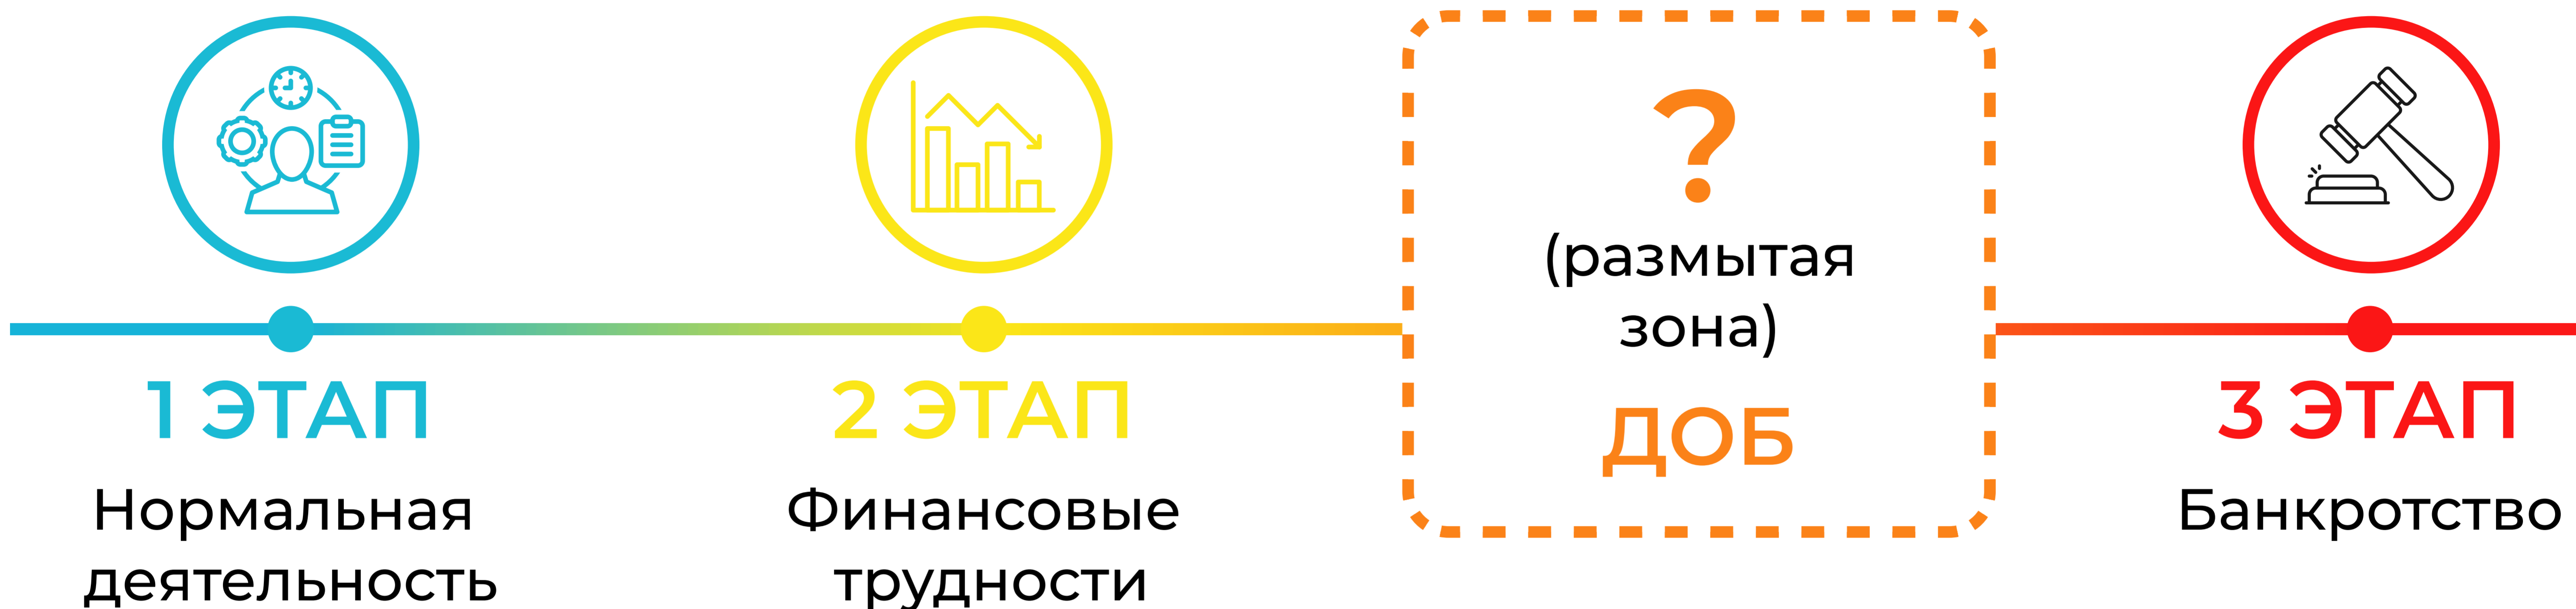 ?
(размытая
зона)
ДОБ
1 ЭТАП
Нормальная
деятельность
2 ЭТАП
Финансовые
трудности
3 ЭТАП
Банкротство